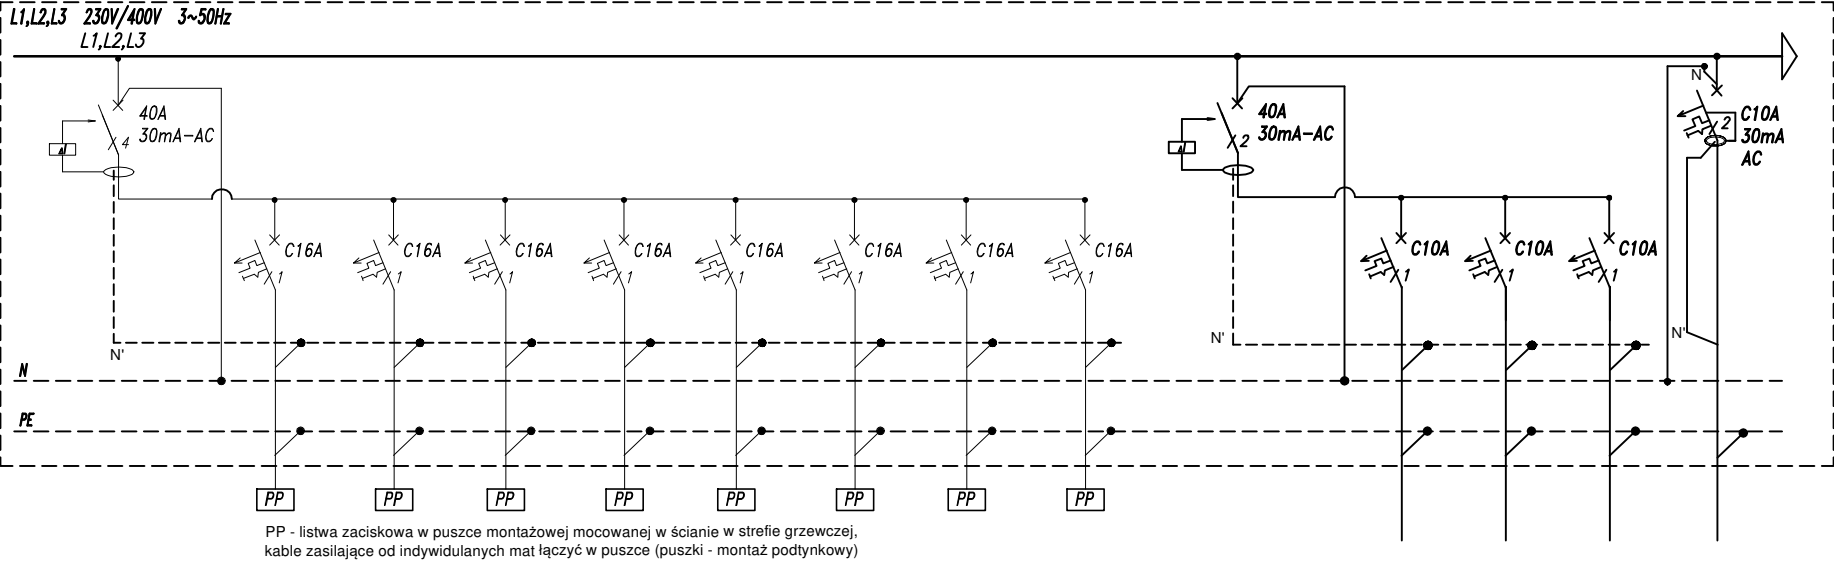 L1,L2,L3 230V/400V 3~50Hz
L1,L2,L3
40A
30mA-AC
4
40A
30mA-AC
2
N
C10A
30mA
AC
2
C16A
1
C16A
1
C16A
1
C16A
1
C16A
1
C16A
1
C16A
1
C16A
1
C10A
1
C10A
1
C10A
1
N'
N'
N'
N
PE
PP
PP
PP
PP
PP
PP
PP
PP
PP - listwa zaciskowa w puszce montażowej mocowanej w ścianie w strefie grzewczej,
kable zasilające od indywidulanych mat łączyć w puszce (puszki - montaż podtynkowy)